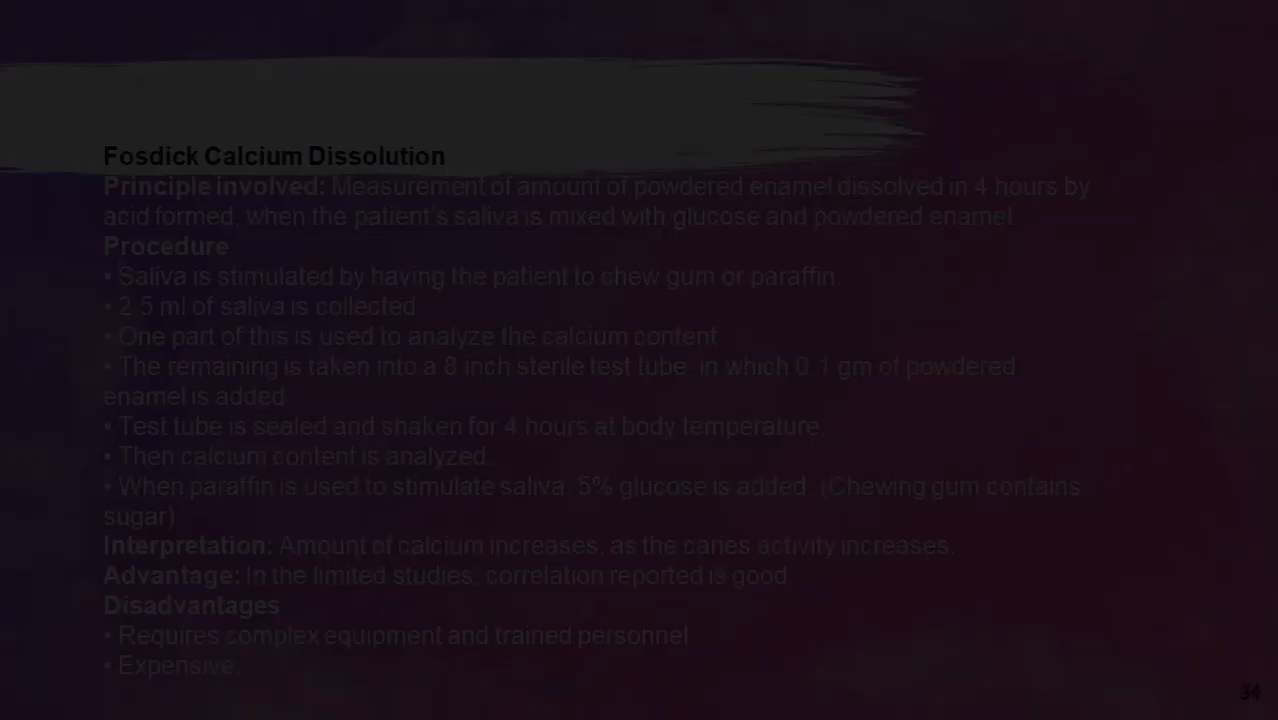 Fosdick Calcium Dissolution
Principle involved: Measurement of amount of powdered enamel dissolved in 4 hours by
acid formed, when the patient's saliva is mixed with glucose and powdered enamel.
Procedure
• Saliva is stimulated by having the patient to chew gum or paraffin.
• 2.5 ml of saliva is collected.
• One part of this is used to analyze the calcium content.
• The remaining is taken into a 8 inch sterile test tube, in which 0.1 gm of powdered
enamel is added.
• Test tube is sealed and shaken for 4 hours at body temperature.
• Then calcium content is analyzed.
• When paraffin is used to stimulate saliva, 5% glucose is added. (Chewing gum contains
sugar)
Interpretation: Amount of calcium increases, as the caries activity increases.
Advantage: In the limited studies, correlation reported is good.
Disadvantages
• Requires complex equipment and trained personnel
• Expensive.
34